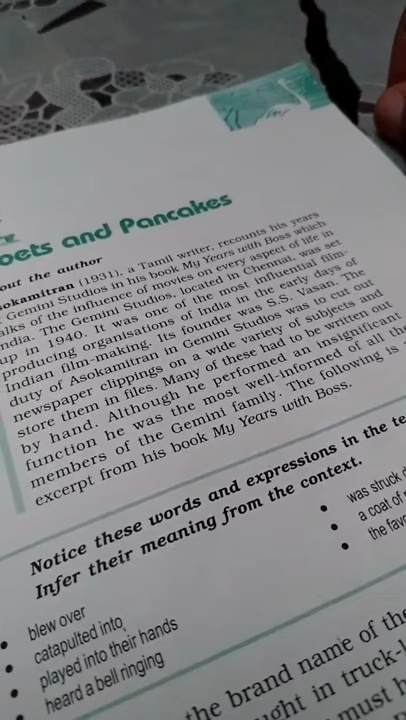 oets and Pancakes
out the author
okamitran (1931), a Tamil writer, recounts his years
Gemini Studios in his book My Years with Boss which
alks of the influence of movies on every aspect of life in
ndia. The Gemini Studios, located in Chennai, was set
up in 1940. It was one of the most influential film-
producing organisations of India in the early days of
Indian film-making. Its founder was S.S. Vasan. The
duty of Asokamitran in Gemini Studios was to cut out
newspaper clippings on a wide variety of subjects and
store them in files. Many of these had to be written out
by hand. Although he performed an insignificant
function he was the most well-informed of all the
members of the Gemini family. The following is
excerpt from his book My Years with Boss.
Notice these words and expressions in the te
Infer their meaning from the context.
• blew over
• catapulted into
• played into their hands
• heard a bell ringing
• was struck
• a coat of
• the favo
the brand name of the
ught in truck-l
must h